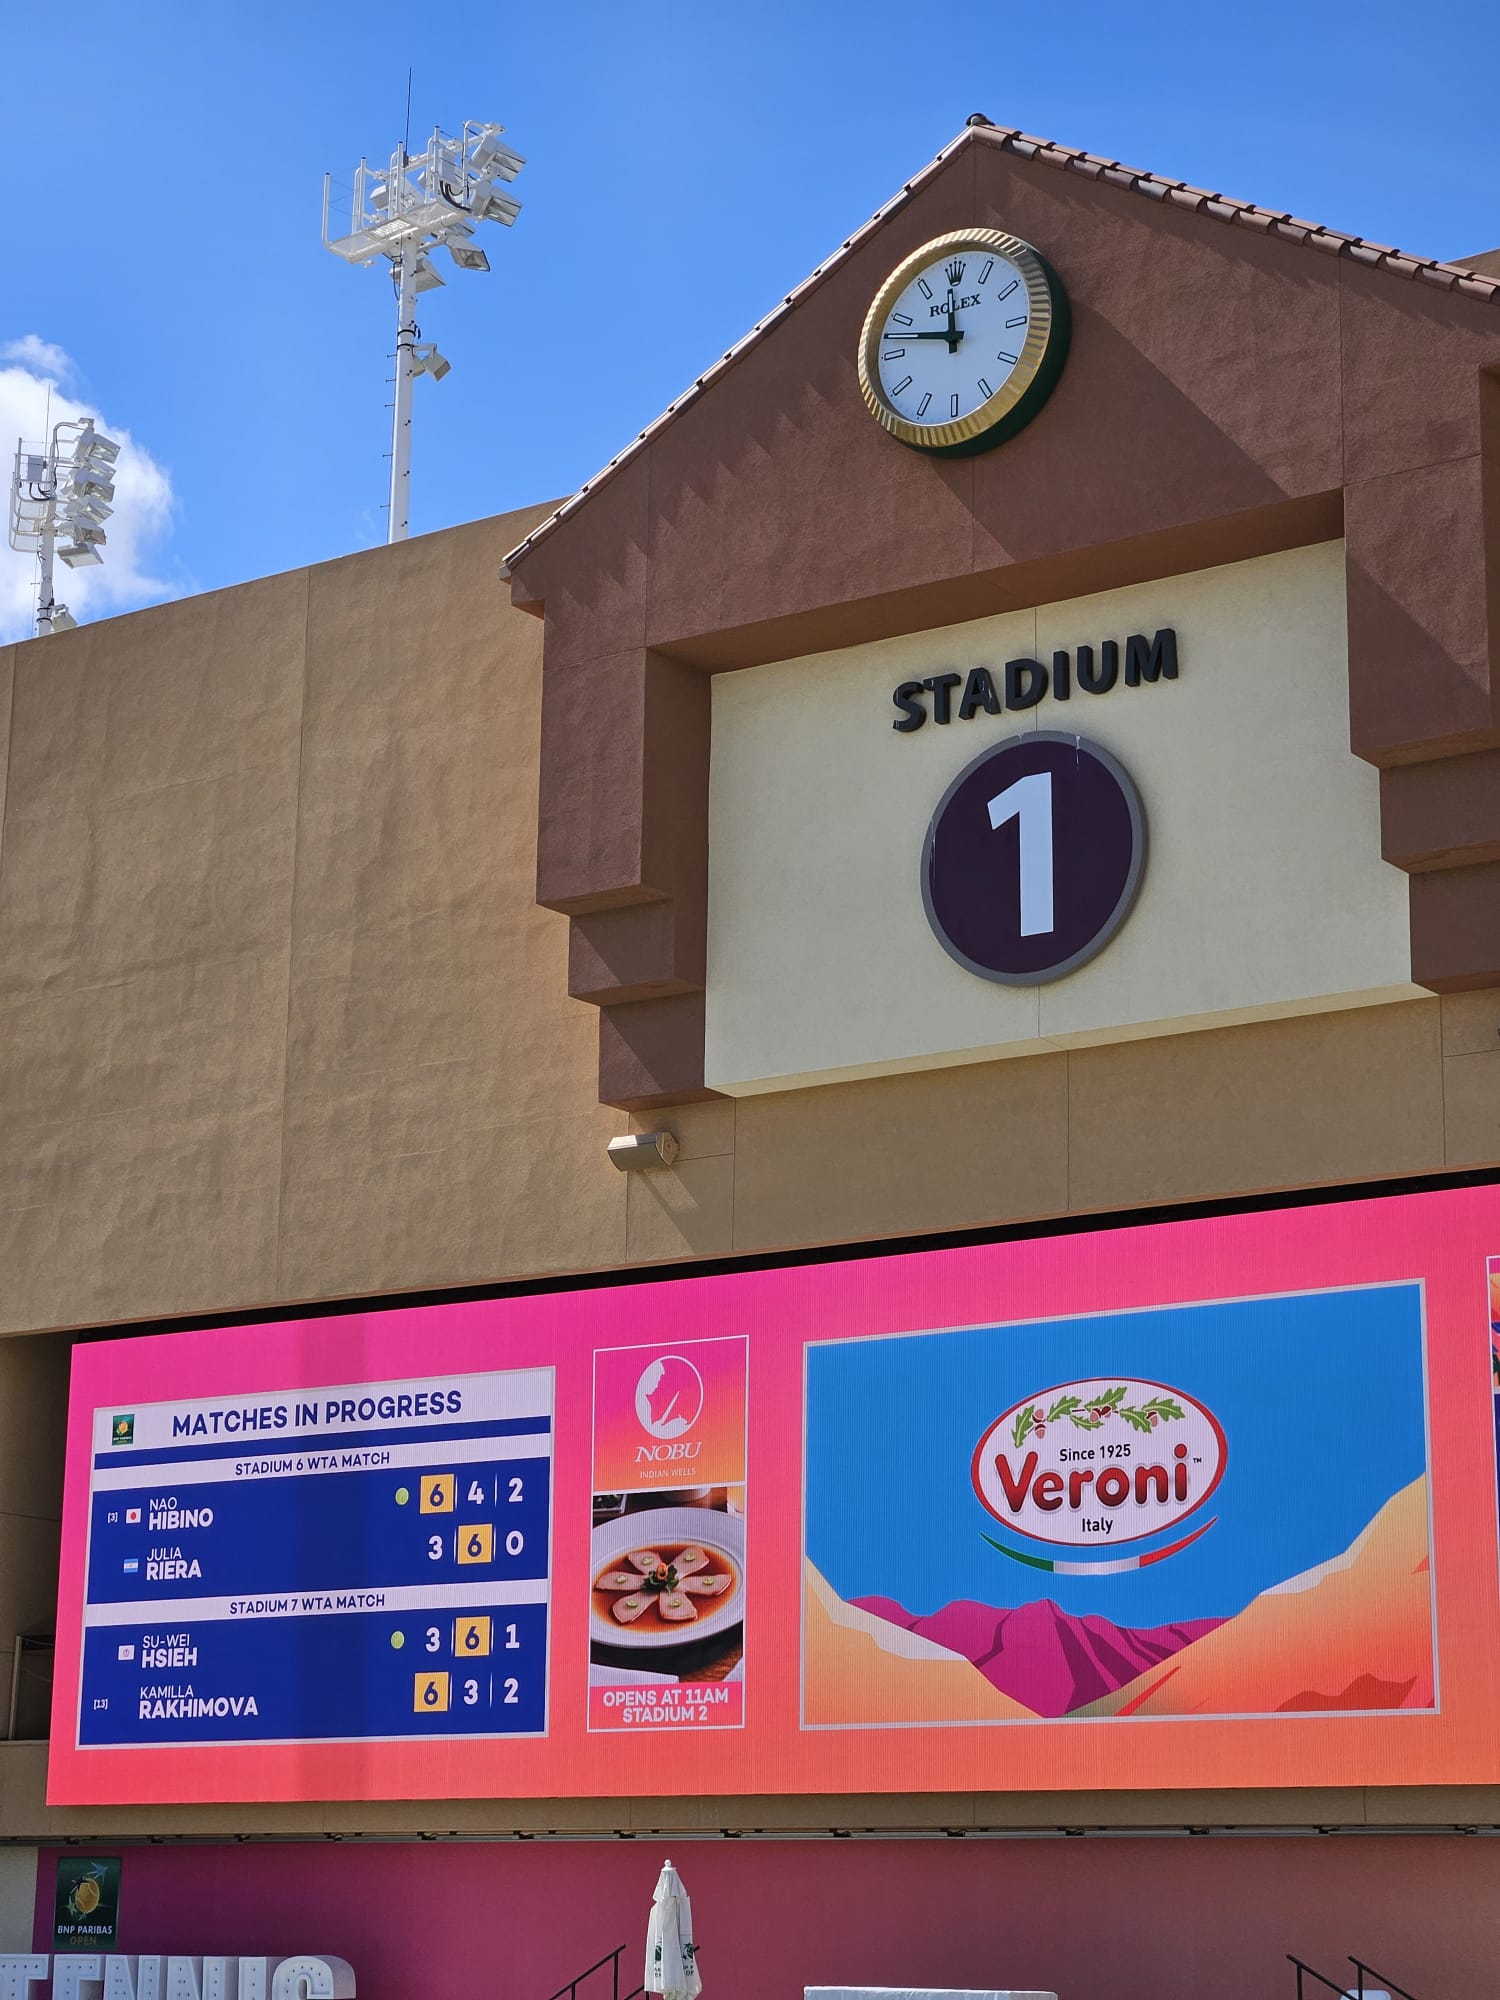 ROLEX
STADIUM
1
MATCHES IN PROGRESS
STADIUM 6 WTA MATCH
[3] NAO HIBINO 6 4 2
JULIA RIERA 3 6 0
STADIUM 7 WTA MATCH
SU-WEI HSIEH 3 6 1
[13] KAMILLA RAKHIMOVA 6 3 2
NOBU
INDIAN WELLS
OPENS AT 11AM
STADIUM 2
Since 1925
Veroni™
Italy
BNP PARIBAS
OPEN
TENNIS